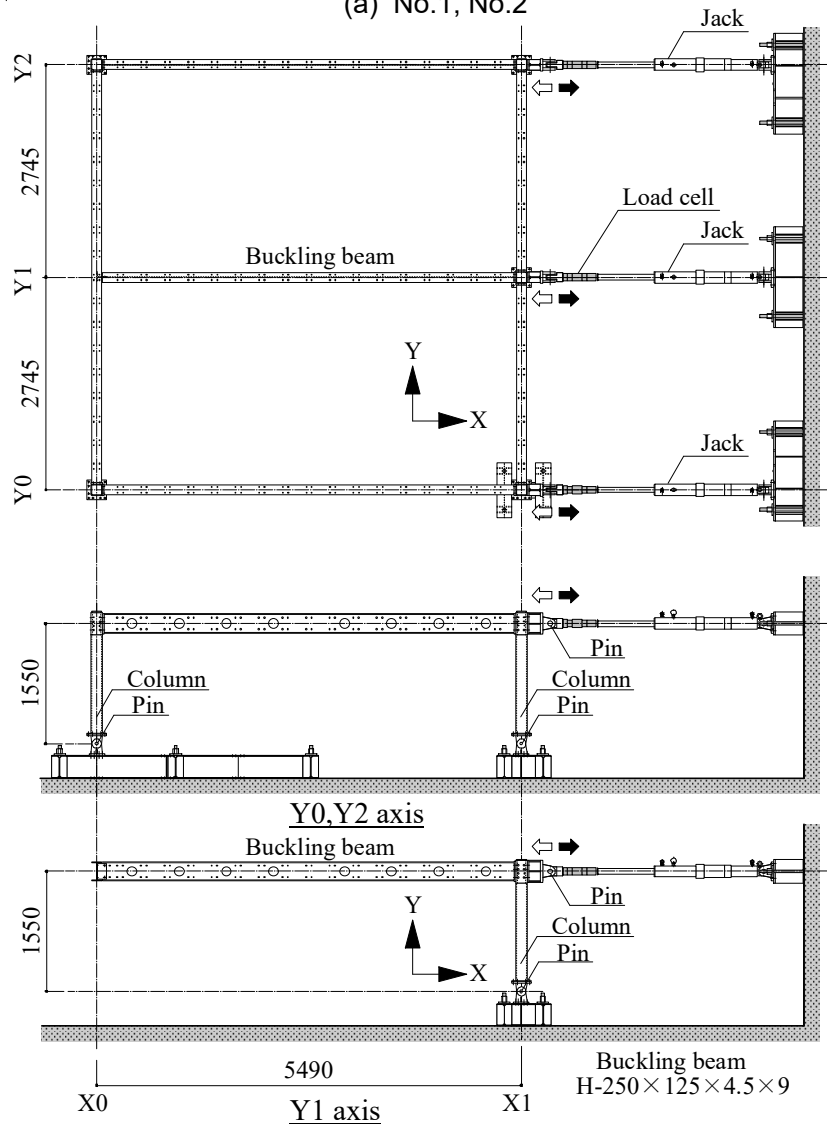 (a) No.1, No.2
Jack
Y2
2745
Load cell
Jack
Buckling beam
Y1
2745
Y
X
Jack
Y0
Pin
1550
Column
Pin
Column
Pin
Y0,Y2 axis
Buckling beam
Pin
1550
Y
X
Column
Pin
5490
X0
X1
Y1 axis
Buckling beam
H-250×125×4.5×9